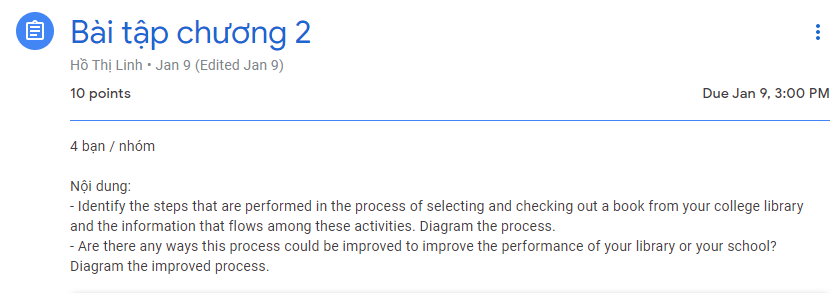 Bài tập chương 2
Hồ Thị Linh • Jan 9 (Edited Jan 9)
10 points
Due Jan 9, 3:00 PM
4 bạn / nhóm
Nội dung:
- Identify the steps that are performed in the process of selecting and checking out a book from your college library
and the information that flows among these activities. Diagram the process.
- Are there any ways this process could be improved to improve the performance of your library or your school?
Diagram the improved process.